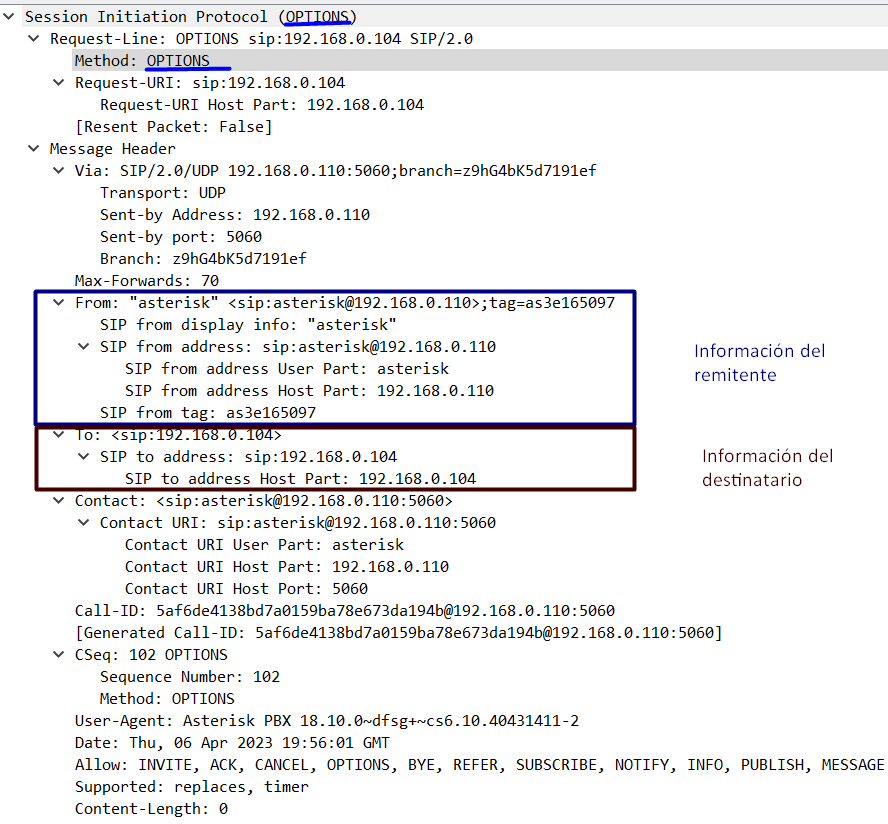 Session Initiation Protocol (OPTIONS)
Request-Line: OPTIONS sip:192.168.0.104 SIP/2.0
Method: OPTIONS
Request-URI: sip:192.168.0.104
Request-URI Host Part: 192.168.0.104
[Resent Packet: False]
Message Header
Via: SIP/2.0/UDP 192.168.0.110:5060;branch=z9hG4bK5d7191ef
Transport: UDP
Sent-by Address: 192.168.0.110
Sent-by port: 5060
Branch: z9hG4bK5d7191ef
Max-Forwards: 70
From: "asterisk" <sip:asterisk@192.168.0.110>;tag=as3e165097
SIP from display info: "asterisk"
SIP from address: sip:asterisk@192.168.0.110
SIP from address User Part: asterisk
SIP from address Host Part: 192.168.0.110
SIP from tag: as3e165097
Información del
remitente
To: <sip:192.168.0.104>
SIP to address: sip:192.168.0.104
SIP to address Host Part: 192.168.0.104
Información del
destinatario
Contact: <sip:asterisk@192.168.0.110:5060>
Contact URI: sip:asterisk@192.168.0.110:5060
Contact URI User Part: asterisk
Contact URI Host Part: 192.168.0.110
Contact URI Host Port: 5060
Call-ID: 5af6de4138bd7a0159ba78e673da194b@192.168.0.110:5060
[Generated Call-ID: 5af6de4138bd7a0159ba78e673da194b@192.168.0.110:5060]
CSeq: 102 OPTIONS
Sequence Number: 102
Method: OPTIONS
User-Agent: Asterisk PBX 18.10.0~dfsg+~cs6.10.40431411-2
Date: Thu, 06 Apr 2023 19:56:01 GMT
Allow: INVITE, ACK, CANCEL, OPTIONS, BYE, REFER, SUBSCRIBE, NOTIFY, INFO, PUBLISH, MESSAGE
Supported: replaces, timer
Content-Length: 0